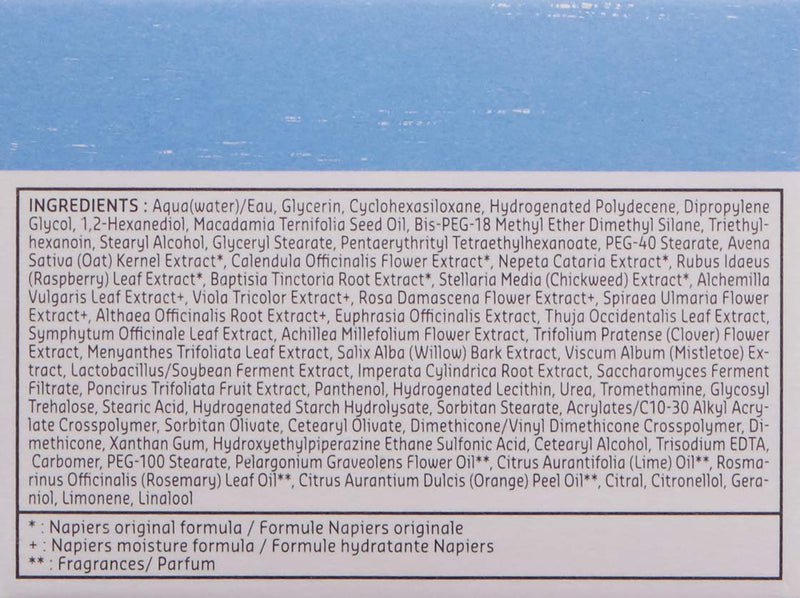 INGREDIENTS : Aqua(water)/Eau, Glycerin, Cyclohexasiloxane, Hydrogenated Polydecene, Dipropylene
Glycol, 1,2-Hexanediol, Macadamia Ternifolia Seed Oil, Bis-PEG-18 Methyl Ether Dimethyl Silane, Triethyl-
hexanoin, Stearyl Alcohol, Glyceryl Stearate, Pentaerythrityl Tetraethylhexanoate, PEG-40 Stearate, Avena
Sativa (Oat) Kernel Extract*, Calendula Officinalis Flower Extract*, Nepeta Cataria Extract*, Rubus Idaeus
(Raspberry) Leaf Extract*, Baptisia Tinctoria Root Extract*, Stellaria Media (Chickweed) Extract*, Alchemilla
Vulgaris Leaf Extract+, Viola Tricolor Extract+, Rosa Damascena Flower Extract+, Spiraea Ulmaria Flower
Extract+, Althaea Officinalis Root Extract+, Euphrasia Officinalis Extract, Thuja Occidentalis Leaf Extract,
Symphytum Officinale Leaf Extract, Achillea Millefolium Flower Extract, Trifolium Pratense (Clover) Flower
Extract, Menyanthes Trifoliata Leaf Extract, Salix Alba (Willow) Bark Extract, Viscum Album (Mistletoe) Ex-
tract, Lactobacillus/Soybean Ferment Extract, Imperata Cylindrica Root Extract, Saccharomyces Ferment
Filtrate, Poncirus Trifoliata Fruit Extract, Panthenol, Hydrogenated Lecithin, Urea, Tromethamine, Glycosyl
Trehalose, Stearic Acid, Hydrogenated Starch Hydrolysate, Sorbitan Stearate, Acrylates/C10-30 Alkyl Acry-
late Crosspolymer, Sorbitan Olivate, Cetearyl Olivate, Dimethicone/Vinyl Dimethicone Crosspolymer, Di-
methicone, Xanthan Gum, Hydroxyethylpiperazine Ethane Sulfonic Acid, Cetearyl Alcohol, Trisodium EDTA,
Carbomer, PEG-100 Stearate, Pelargonium Graveolens Flower Oil**, Citrus Aurantifolia (Lime) Oil**, Rosma-
rinus Officinalis (Rosemary) Leaf Oil**, Citrus Aurantium Dulcis (Orange) Peel Oil**, Citral, Citronellol, Gera-
niol, Limonene, Linalool
* : Napiers original formula / Formule Napiers originale
+ : Napiers moisture formula / Formule hydratante Napiers
** : Fragrances/ Parfum